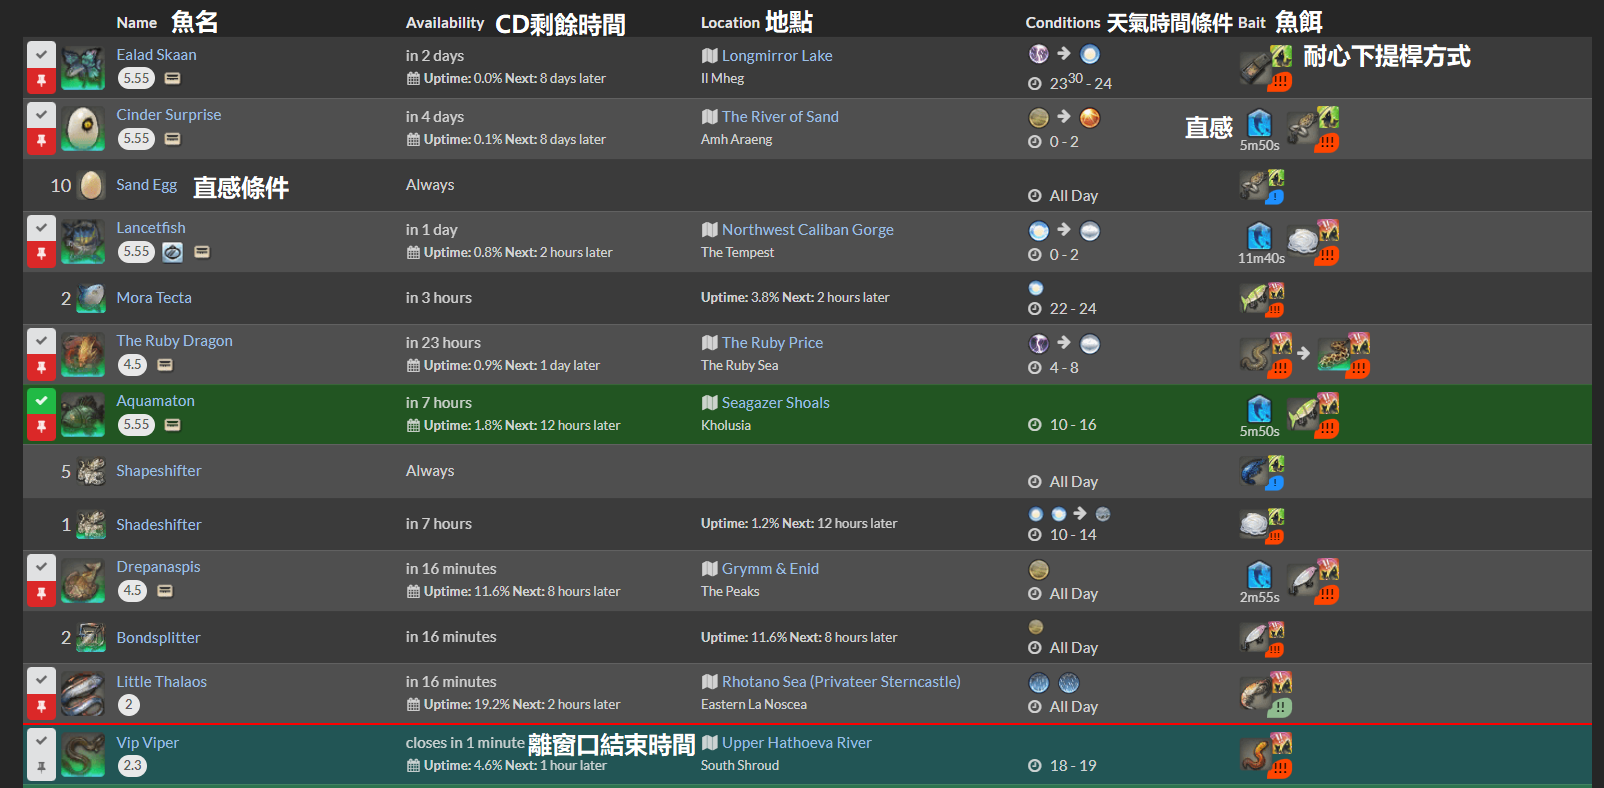 Name 魚名 Availability CD剩餘時間 Location 地點 Conditions 天氣時間條件 Bait 魚餌
Ealad Skaan in 2 days Longmirror Lake 耐心下提桿方式
5.55 Uptime: 0.0% Next: 8 days later Il Mheg 23³⁰ - 24 !!!
Cinder Surprise in 4 days The River of Sand 直感
5.55 Uptime: 0.1% Next: 8 days later Amh Araeng 0 - 2 5m50s !!!
10 Sand Egg 直感條件 Always All Day !
Lancetfish in 1 day Northwest Caliban Gorge
5.55 Uptime: 0.8% Next: 2 hours later The Tempest 0 - 2 11m40s !!!
2 Mora Tecta in 3 hours Uptime: 3.8% Next: 2 hours later 22 - 24 !!!
The Ruby Dragon in 23 hours The Ruby Price
4.5 Uptime: 0.9% Next: 1 day later The Ruby Sea 4 - 8 !!! !!!
Aquamaton in 7 hours Seagazer Shoals
5.55 Uptime: 1.8% Next: 12 hours later Kholusia 10 - 16 5m50s !!!
5 Shapeshifter Always All Day !
1 Shadeshifter in 7 hours Uptime: 1.2% Next: 12 hours later 10 - 14 !!!
Drepanaspis in 16 minutes Grymm & Enid
4.5 Uptime: 11.6% Next: 8 hours later The Peaks All Day 2m55s !!!
2 Bondsplitter in 16 minutes Uptime: 11.6% Next: 8 hours later All Day !!!
Little Thalaos in 16 minutes Rhotano Sea (Privateer Sterncastle)
2 Uptime: 19.2% Next: 2 hours later Eastern La Noscea All Day !!
Vip Viper closes in 1 minute 離窗口結束時間 Upper Hathoeva River
2.3 Uptime: 4.6% Next: 1 hour later South Shroud 18 - 19 !!!